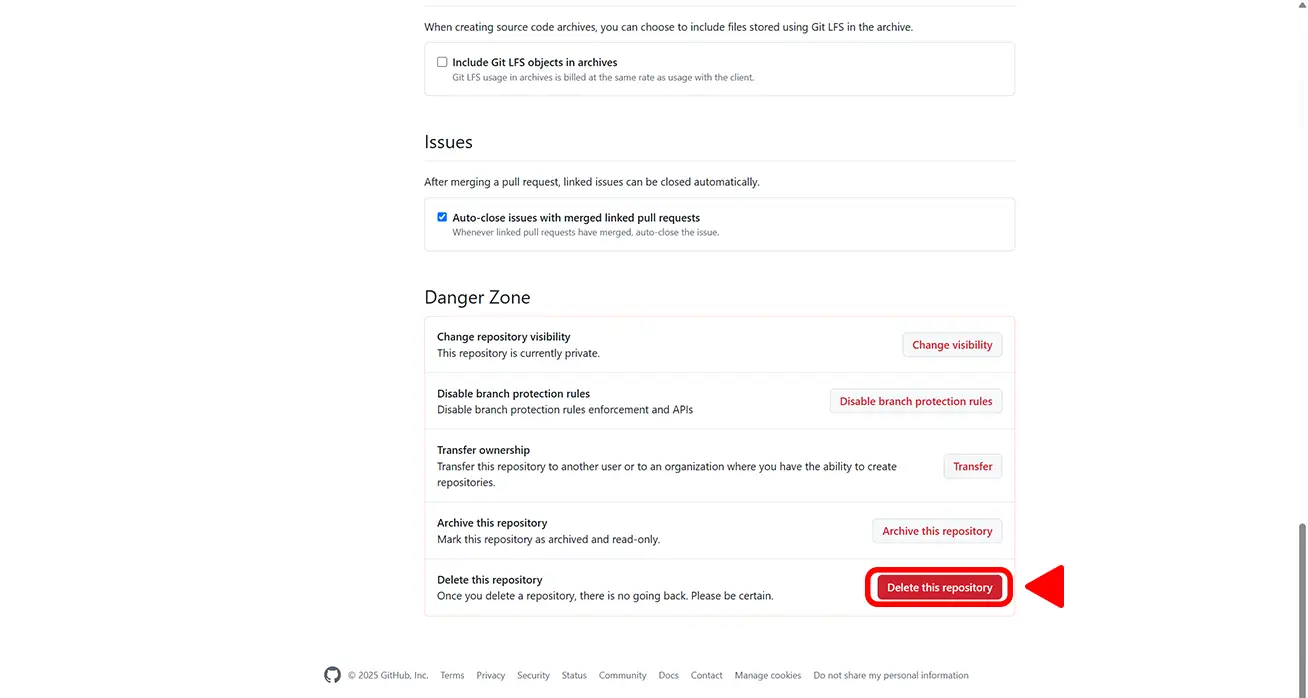 When creating source code archives, you can choose to include files stored using Git LFS in the archive.
Include Git LFS objects in archives
Git LFS usage in archives is billed at the same rate as usage with the client.
Issues
After merging a pull request, linked issues can be closed automatically.
Auto-close issues with merged linked pull requests
Whenever linked pull requests have merged, auto-close the issue.
Danger Zone
Change repository visibility
This repository is currently private.
Change visibility
Disable branch protection rules
Disable branch protection rules enforcement and APIs
Disable branch protection rules
Transfer ownership
Transfer this repository to another user or to an organization where you have the ability to create
repositories.
Transfer
Archive this repository
Mark this repository as archived and read-only.
Archive this repository
Delete this repository
Once you delete a repository, there is no going back. Please be certain.
Delete this repository
© 2025 GitHub, Inc. Terms Privacy Security Status Community Docs Contact Manage cookies Do not share my personal information